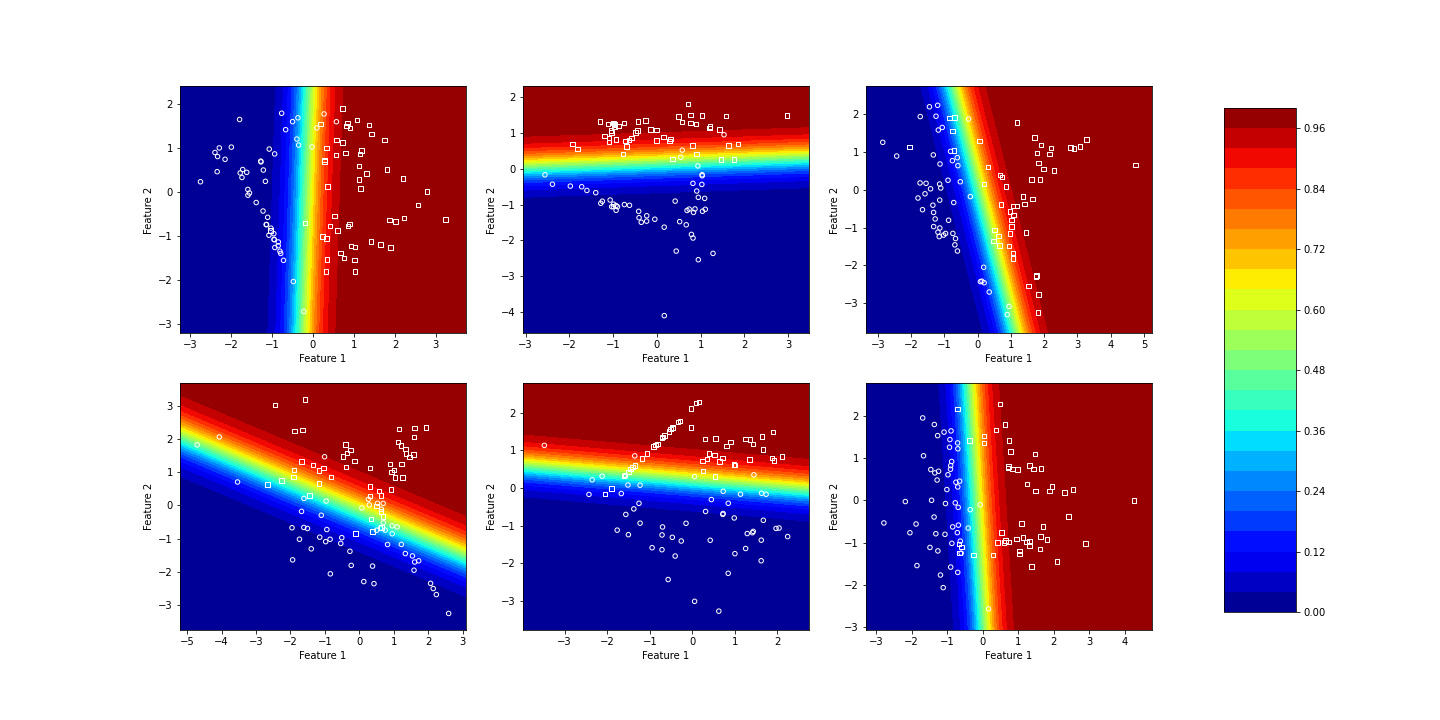 2
1
0
−1
−2
−3
Feature 2
−3 −2 −1 0 1 2 3
Feature 1
2
1
0
−1
−2
−3
−4
Feature 2
−3 −2 −1 0 1 2 3
Feature 1
2
1
0
−1
−2
−3
Feature 2
−3 −2 −1 0 1 2 3 4 5
Feature 1
3
2
1
0
−1
−2
−3
Feature 2
−5 −4 −3 −2 −1 0 1 2 3
Feature 1
2
1
0
−1
−2
−3
Feature 2
−3 −2 −1 0 1 2
Feature 1
2
1
0
−1
−2
−3
Feature 2
−3 −2 −1 0 1 2 3 4
Feature 1
0.96
0.84
0.72
0.60
0.48
0.36
0.24
0.12
0.00